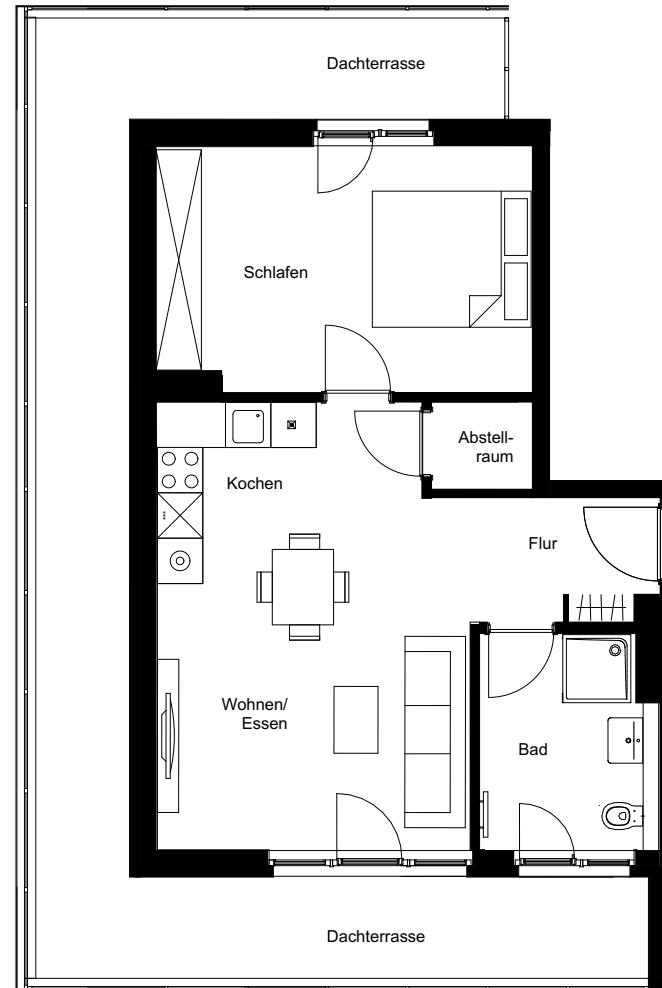 Dachterrasse
Schlafen
Abstell-
raum
Kochen
Flur
Wohnen/
Essen
Bad
Dachterrasse